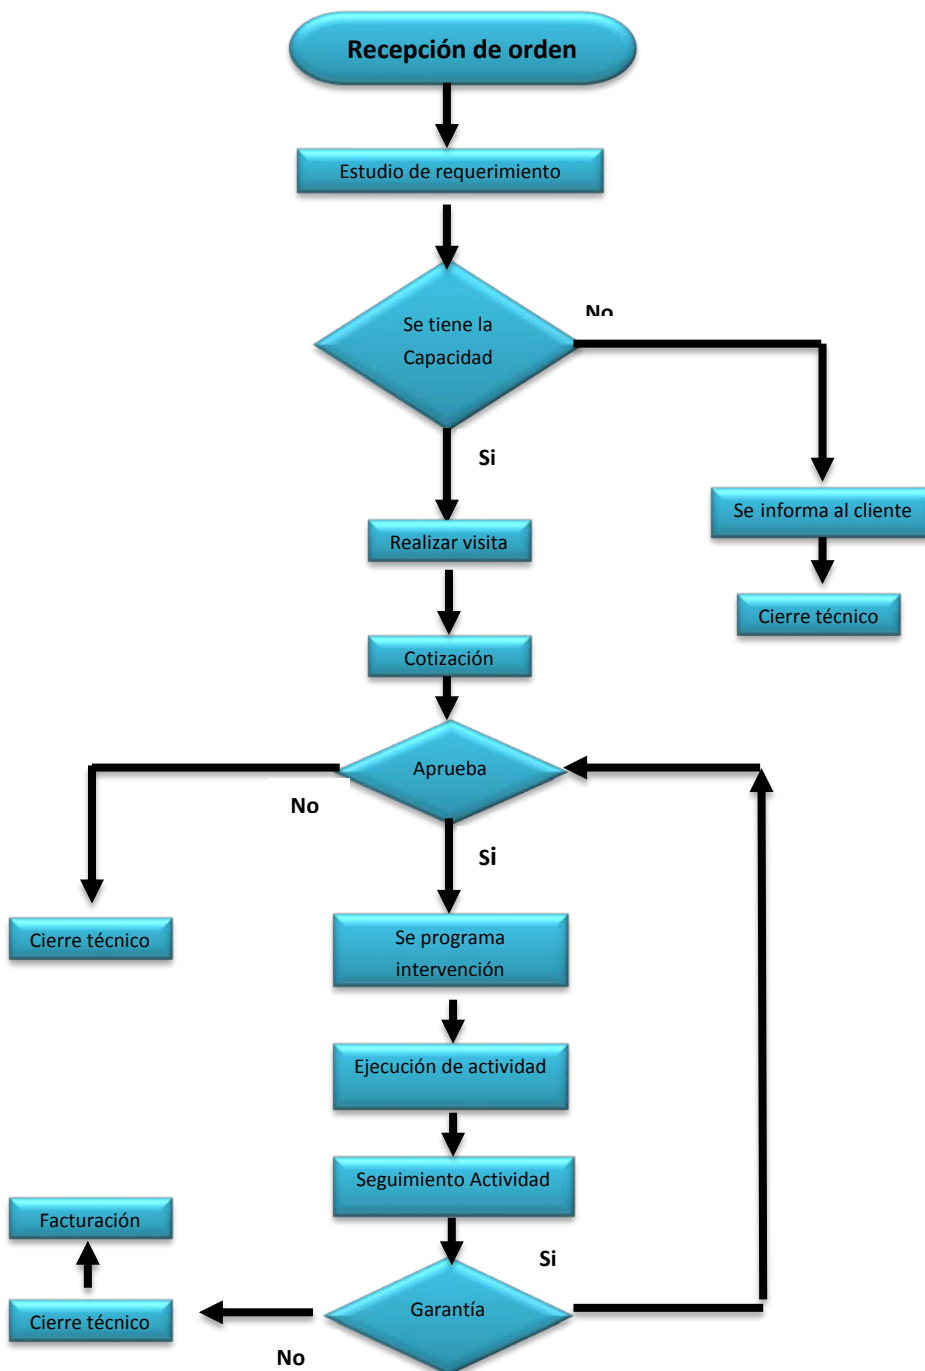 Recepción de orden
Estudio de requerimiento
Se tiene la
Capacidad
No
Si
Se informa al cliente
Realizar visita
Cierre técnico
Cotización
Aprueba
No
Si
Cierre técnico
Se programa
intervención
Ejecución de actividad
Seguimiento Actividad
Facturación
Si
Garantía
Cierre técnico
No